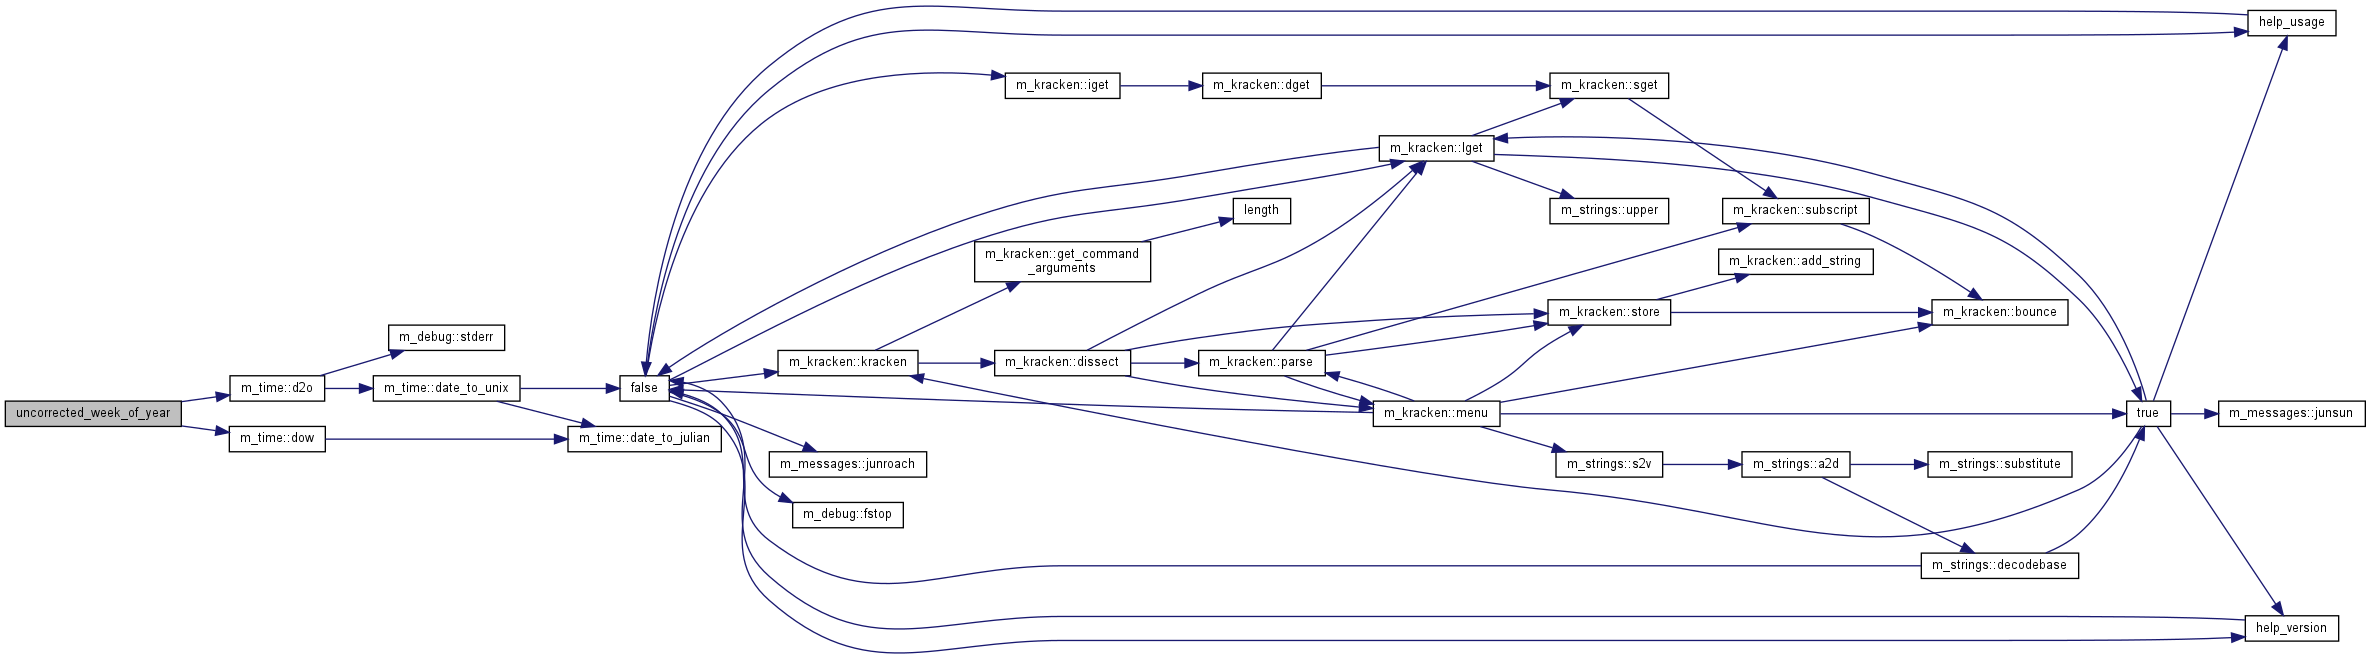 help_usage
m_kracken::iget
m_kracken::dget
m_kracken::sget
m_kracken::lget
length
m_strings::upper
m_kracken::subscript
m_kracken::get_command
_arguments
m_kracken::add_string
m_debug::stderr
m_kracken::store
m_kracken::bounce
m_kracken::kracken
m_kracken::dissect
m_kracken::parse
m_time::d2o
m_time::date_to_unix
false
uncorrected_week_of_year
m_kracken::menu
true
m_messages::junsun
m_time::dow
m_time::date_to_julian
m_messages::junroach
m_strings::s2v
m_strings::a2d
m_strings::substitute
m_debug::fstop
m_strings::decodebase
help_version